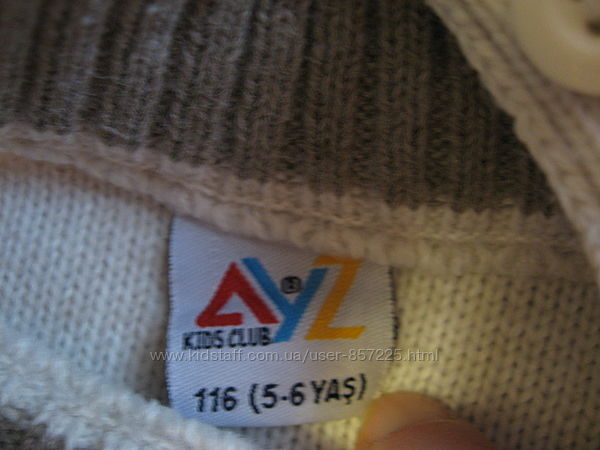 AYZ®
KIDS CLUB
www.kidstaff.com.ua/user-857225.html
116 (5-6 YAŞ)